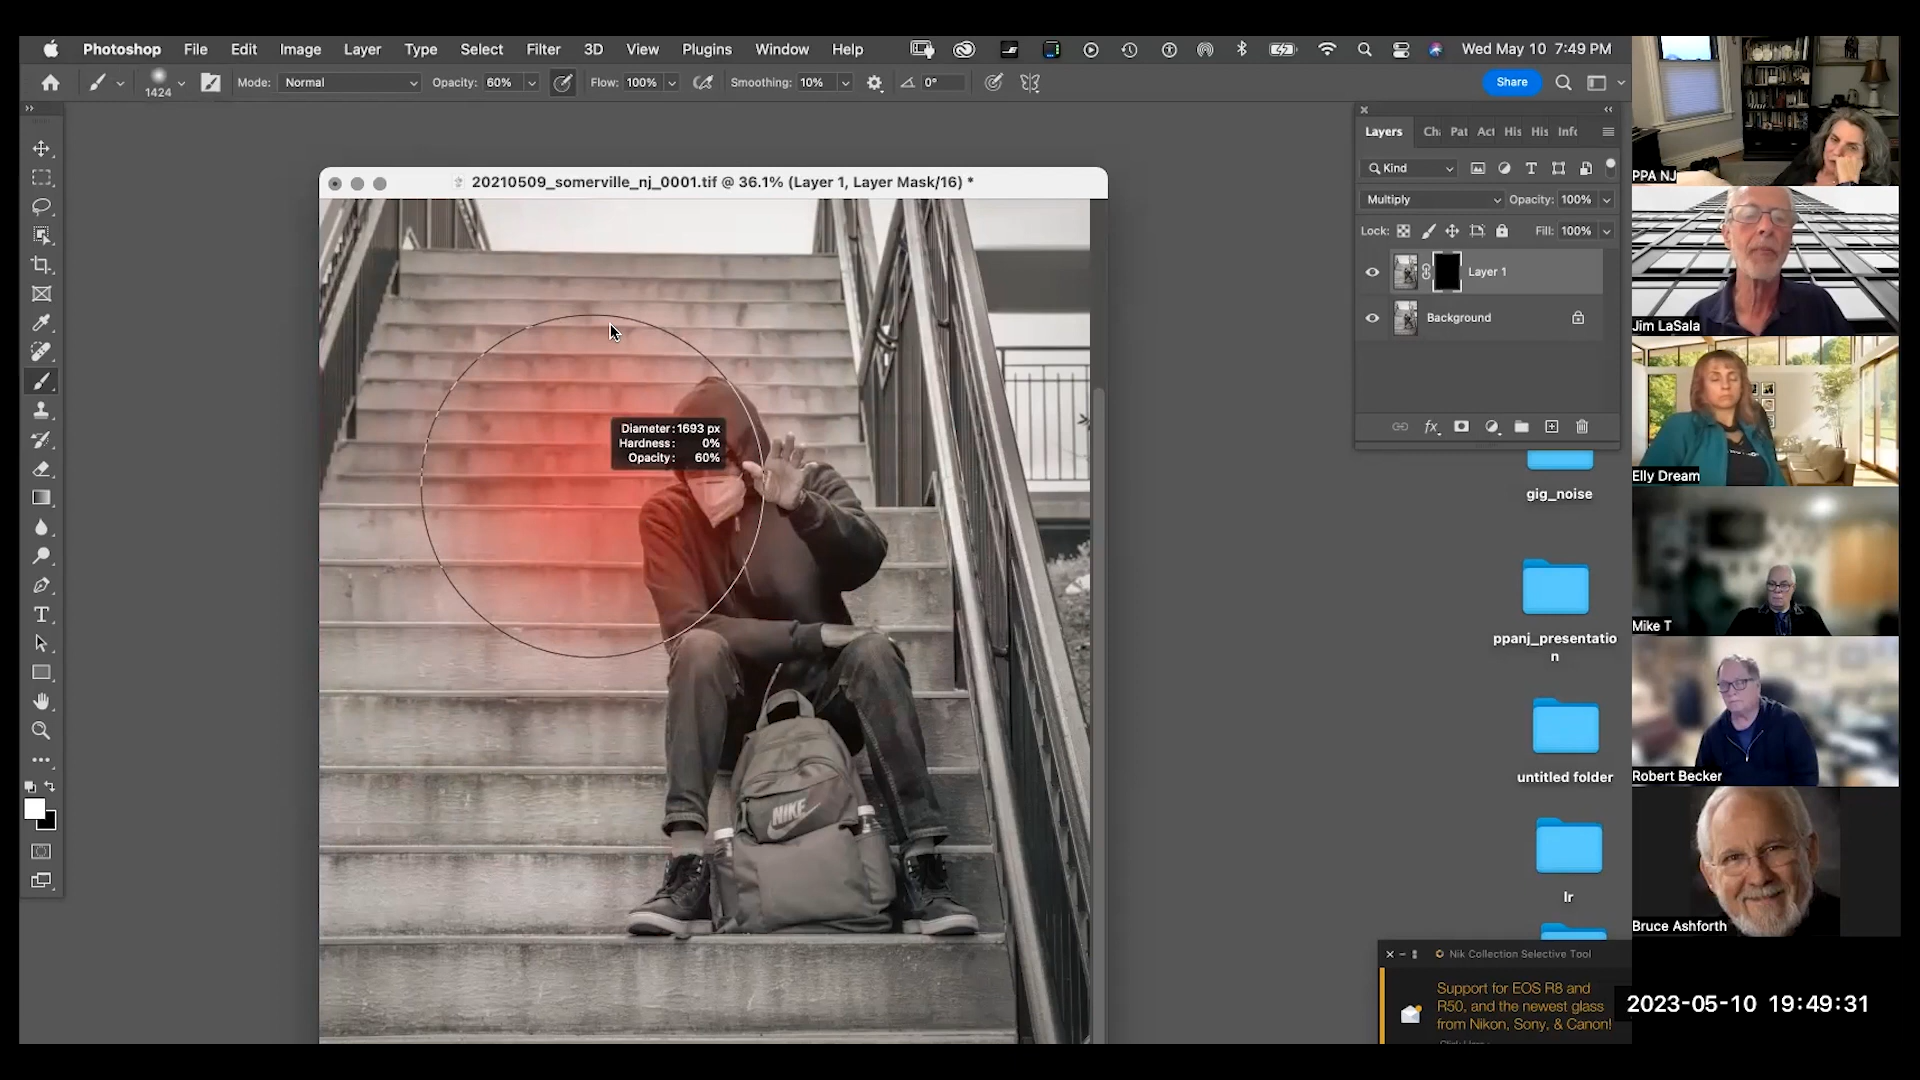 Photoshop File Edit Image Layer Type Select Filter 3D View Plugins Window Help Wed May 10 7:49 PM
1424 Mode: Normal Opacity: 60% Flow: 100% Smoothing: 10% 0° Share
20210509_somerville_nj_0001.tif @ 36.1% (Layer 1, Layer Mask/16) *
Layers Ch Pat Act His His Info
Kind
Multiply Opacity: 100%
Lock: Fill: 100%
Layer 1
Background
Diameter: 1693 px
Hardness: 0%
Opacity: 60%
NIKE
gig_noise
ppanj_presentatio
n
untitled folder
lr
Nik Collection Selective Tool
Support for EOS R8 and
R50, and the newest glass
from Nikon, Sony, & Canon!
PPA NJ
Jim LaSala
Elly Dream
Mike T
Robert Becker
Bruce Ashforth
2023-05-10 19:49:31